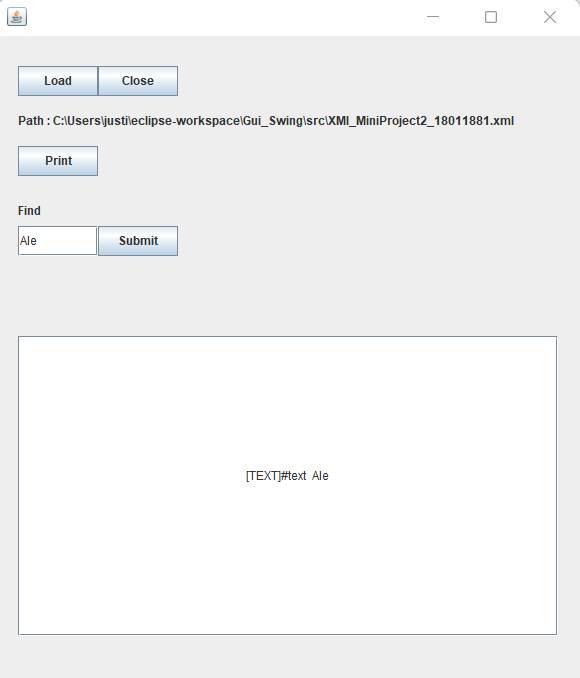 Load Close
Path : C:\Users\justi\eclipse-workspace\Gui_Swing\src\XMl_MiniProject2_18011881.xml
Print
Find
Ale Submit
[TEXT]#text  Ale